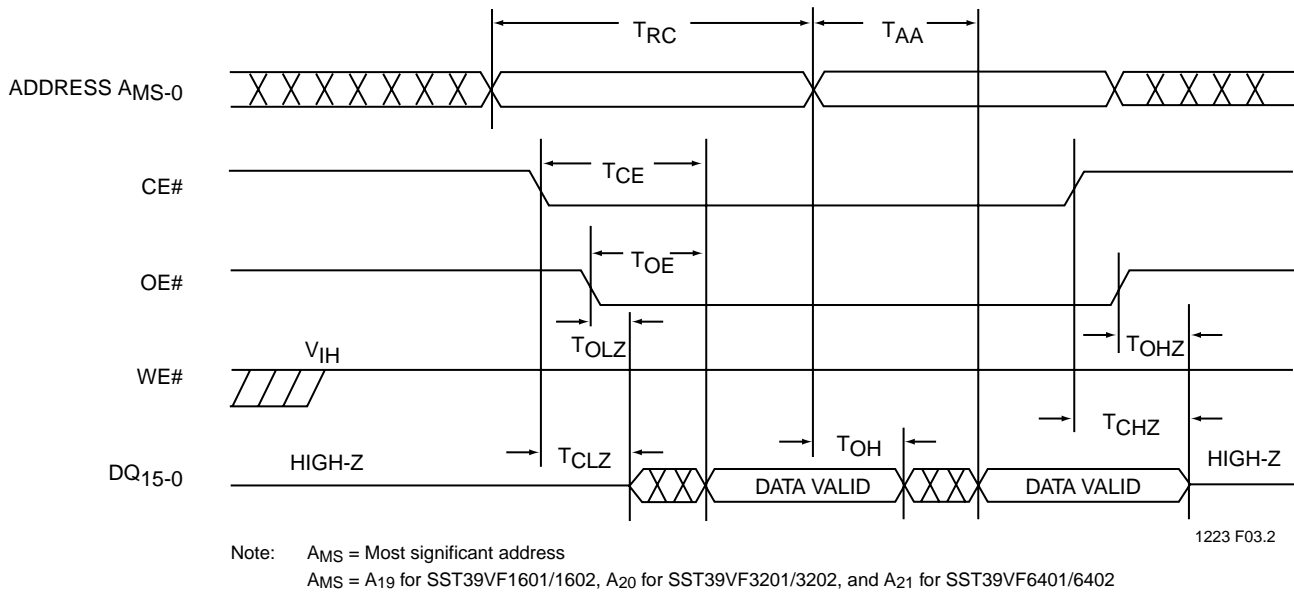 TRC TAA
ADDRESS AMS-0
TCE
CE#
TOE
OE#
TOLZ TOHZ
VIH
WE#
TCHZ
TCLZ TOH
HIGH-Z HIGH-Z
DQ15-0
DATA VALID DATA VALID
1223 F03.2
Note: AMS = Most significant address
AMS = A19 for SST39VF1601/1602, A20 for SST39VF3201/3202, and A21 for SST39VF6401/6402